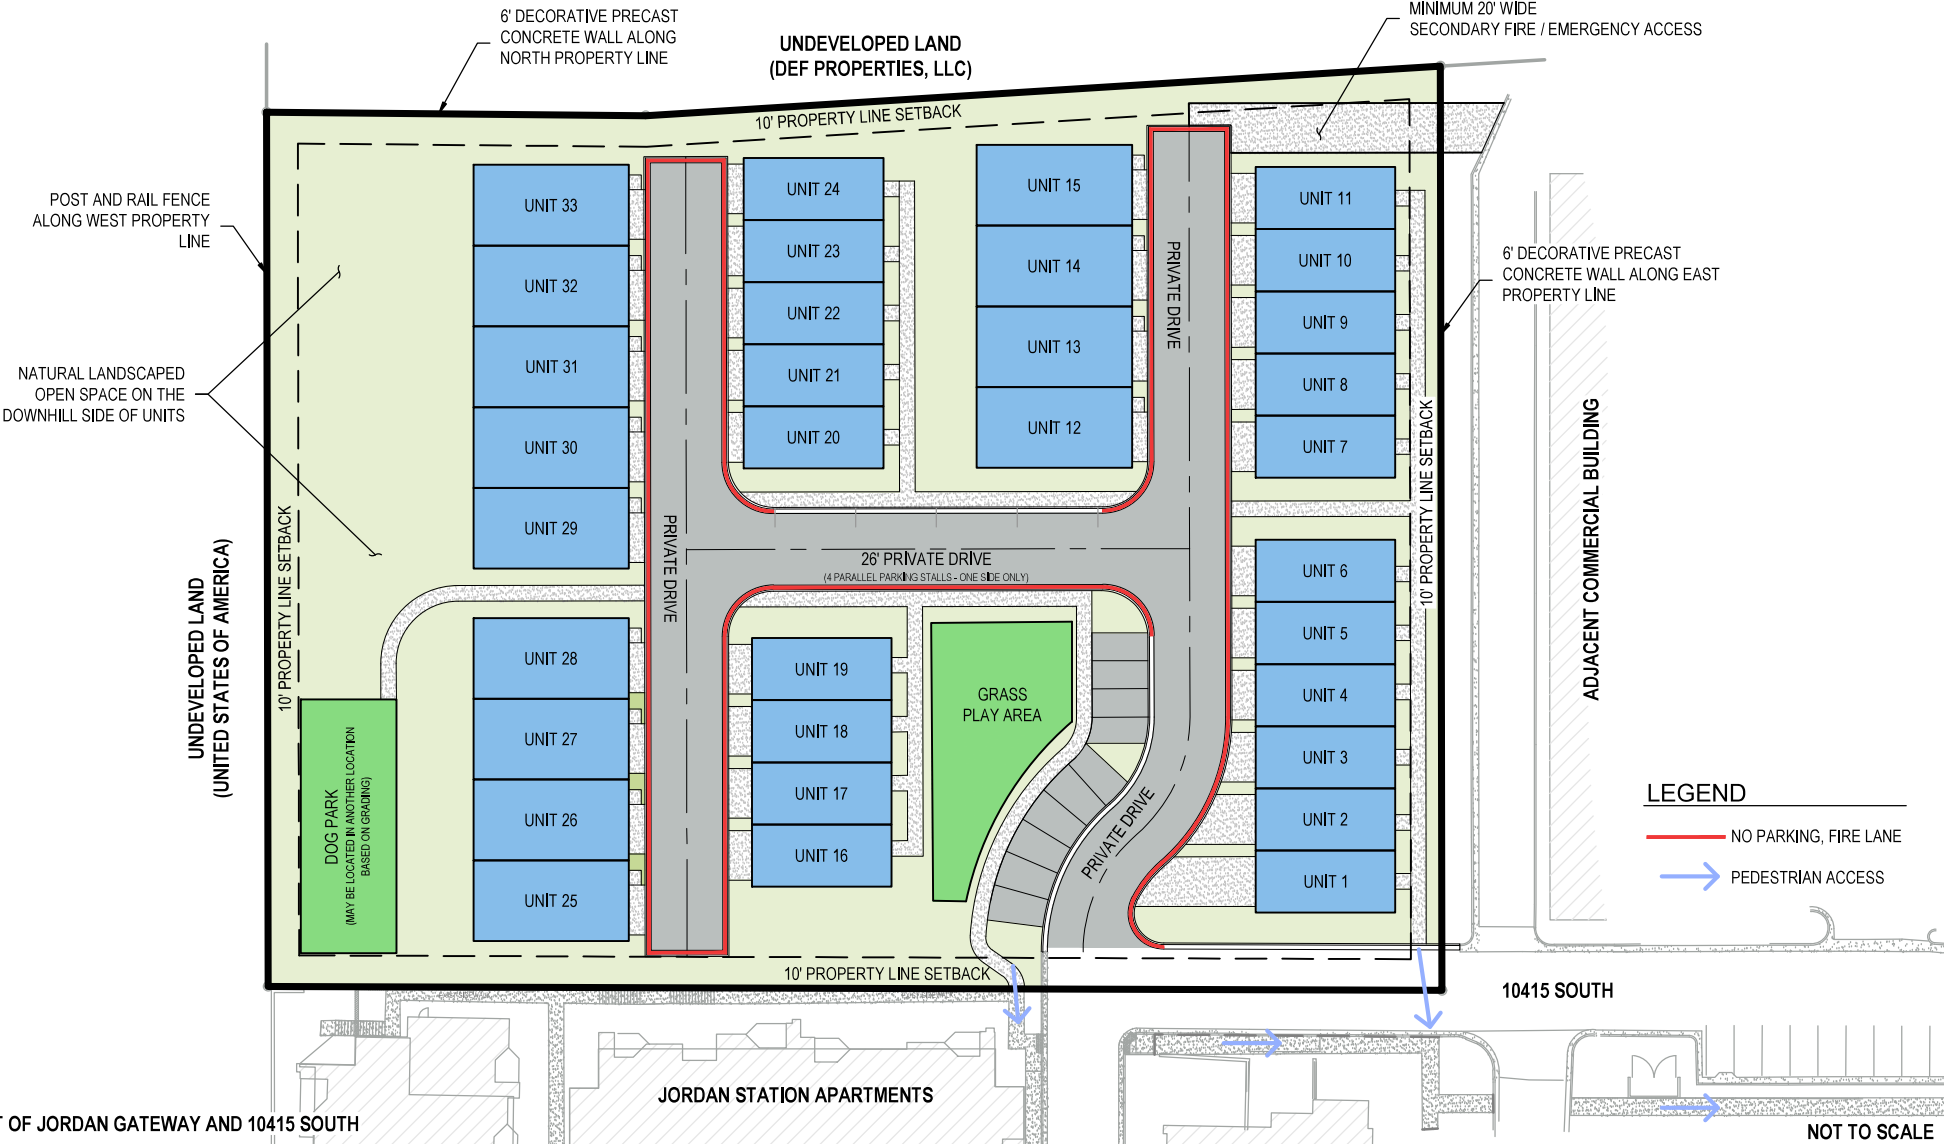 6' DECORATIVE PRECAST
CONCRETE WALL ALONG
NORTH PROPERTY LINE
UNDEVELOPED LAND
(DEF PROPERTIES, LLC)
MINIMUM 20' WIDE
SECONDARY FIRE / EMERGENCY ACCESS
10' PROPERTY LINE SETBACK
POST AND RAIL FENCE
ALONG WEST PROPERTY
LINE
6' DECORATIVE PRECAST
CONCRETE WALL ALONG EAST
PROPERTY LINE
NATURAL LANDSCAPED
OPEN SPACE ON THE
DOWNHILL SIDE OF UNITS
UNIT 33
UNIT 32
UNIT 31
UNIT 30
UNIT 29
UNIT 28
UNIT 27
UNIT 26
UNIT 25
UNIT 24
UNIT 23
UNIT 22
UNIT 21
UNIT 20
UNIT 19
UNIT 18
UNIT 17
UNIT 16
UNIT 15
UNIT 14
UNIT 13
UNIT 12
UNIT 11
UNIT 10
UNIT 9
UNIT 8
UNIT 7
UNIT 6
UNIT 5
UNIT 4
UNIT 3
UNIT 2
UNIT 1
PRIVATE DRIVE
PRIVATE DRIVE
26' PRIVATE DRIVE
(4 PARALLEL PARKING STALLS - ONE SIDE ONLY)
PRIVATE DRIVE
GRASS
PLAY AREA
DOG PARK
(MAY BE LOCATED IN ANOTHER LOCATION
BASED ON GRADING)
10' PROPERTY LINE SETBACK
UNDEVELOPED LAND
(UNITED STATES OF AMERICA)
10' PROPERTY LINE SETBACK
10' PROPERTY LINE SETBACK
ADJACENT COMMERCIAL BUILDING
LEGEND
NO PARKING, FIRE LANE
PEDESTRIAN ACCESS
10415 SOUTH
JORDAN STATION APARTMENTS
T OF JORDAN GATEWAY AND 10415 SOUTH
NOT TO SCALE